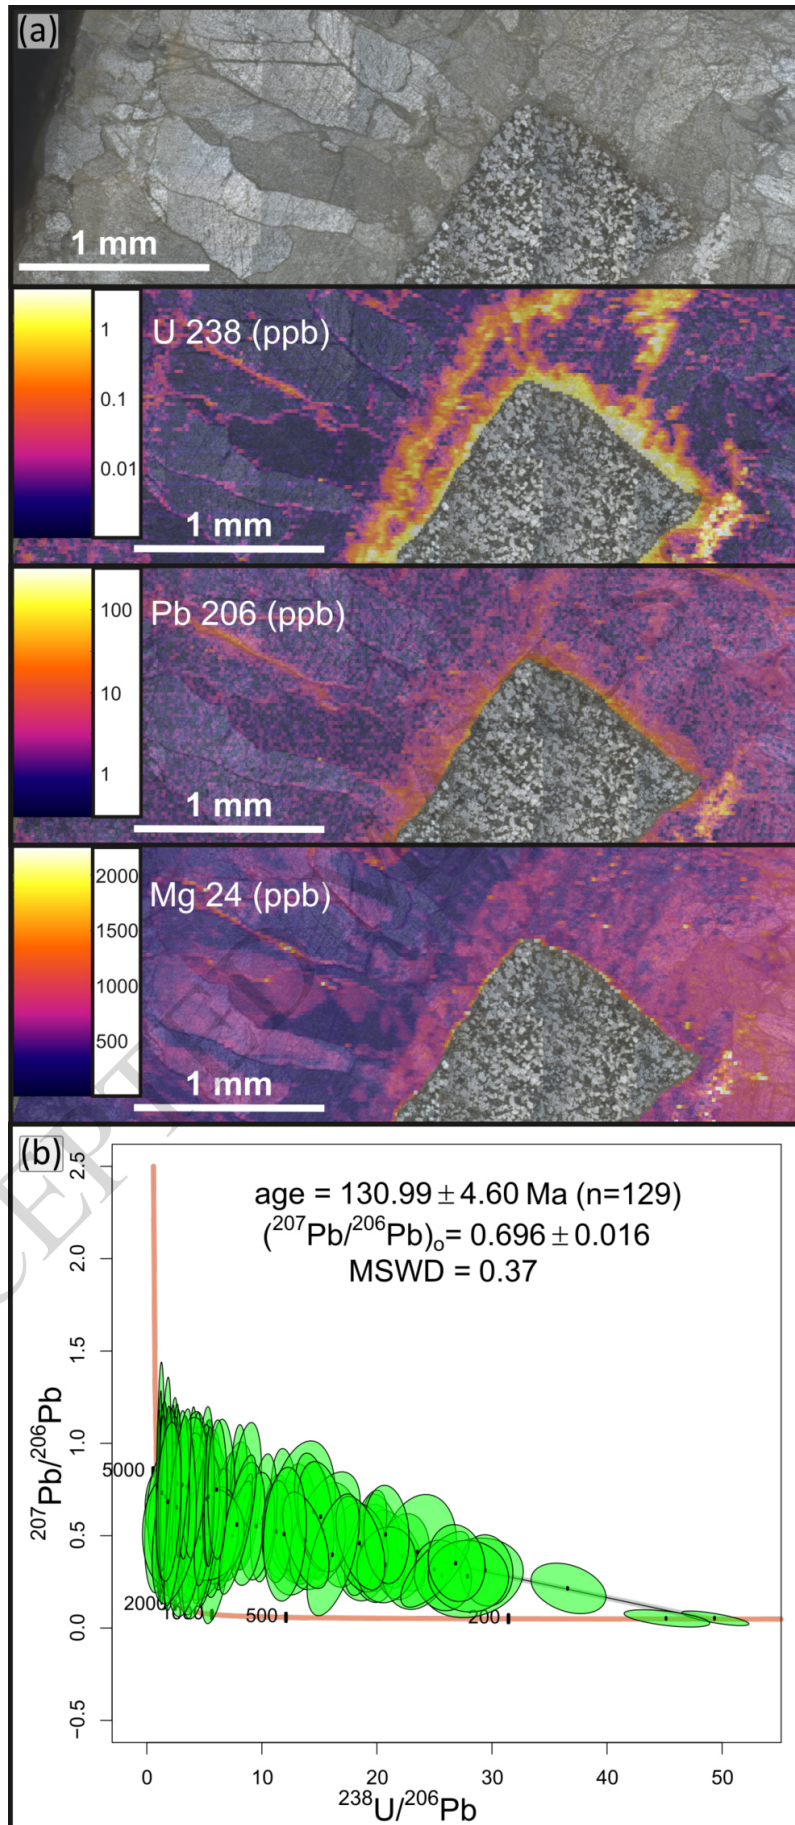 (a)
1 mm
U 238 (ppb)
1
0.1
0.01
1 mm
Pb 206 (ppb)
100
10
1
1 mm
Mg 24 (ppb)
2000
1500
1000
500
1 mm
CEPTED
(b)
age = 130.99 ± 4.60 Ma (n=129)
(²⁰⁷Pb/²⁰⁶Pb)ₒ= 0.696 ± 0.016
MSWD = 0.37
²⁰⁷Pb/²⁰⁶Pb
2.5
2.0
1.5
1.0
0.5
0.0
−0.5
5000
2000
500
200
0
10
20
30
40
50
²³⁸U/²⁰⁶Pb